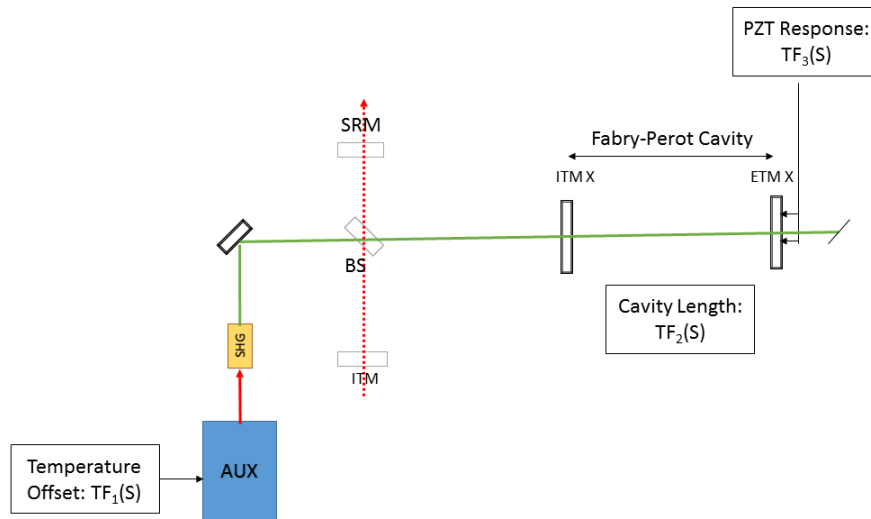 PZT Response:
TF₃(S)
SRM
Fabry-Perot Cavity
ITM X
ETM X
BS
Cavity Length:
TF₂(S)
SHG
ITM
Temperature
Offset: TF₁(S)
AUX